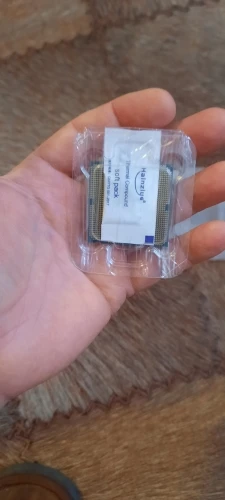 Halnziye®
Thermal Compound
soft pack